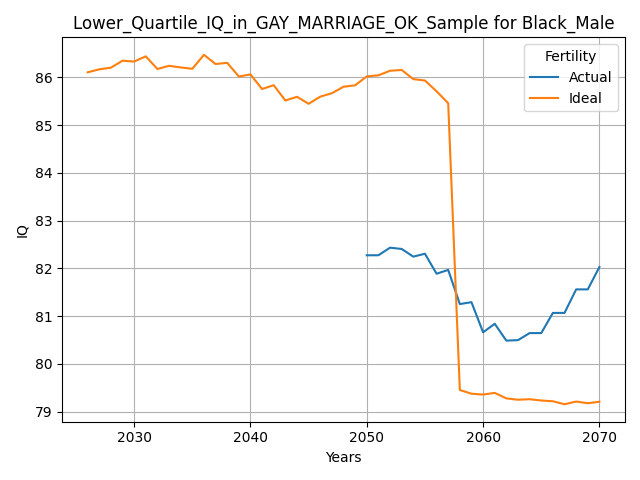 Lower_Quartile_IQ_in_GAY_MARRIAGE_OK_Sample for Black_Male
Fertility
Actual
Ideal
86
85
84
83
82
81
80
79
IQ
2030
2040
2050
2060
2070
Years